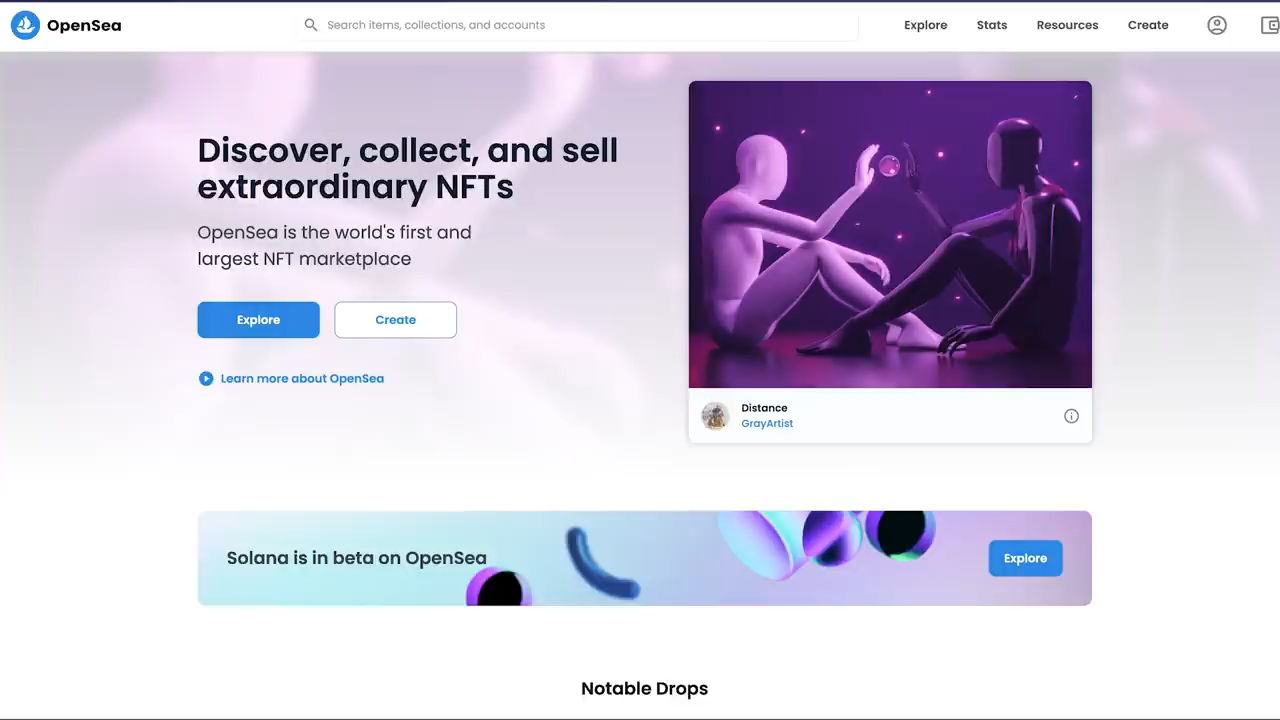 OpenSea
Search items, collections, and accounts
Explore
Stats
Resources
Create
Discover, collect, and sell
extraordinary NFTs
OpenSea is the world's first and
largest NFT marketplace
Explore
Create
Learn more about OpenSea
Distance
GrayArtist
Solana is in beta on OpenSea
Explore
Notable Drops